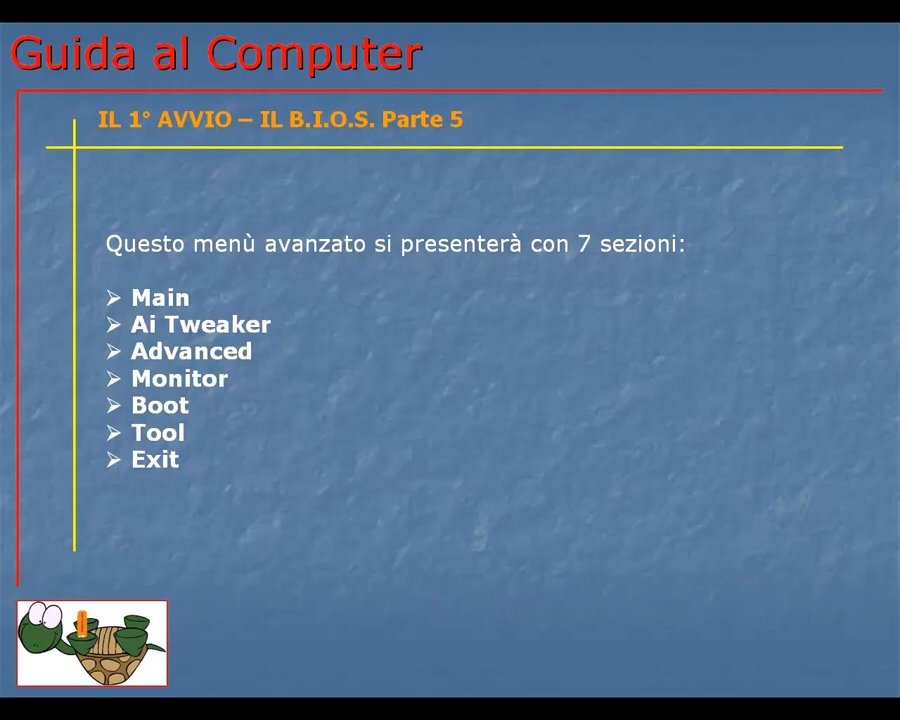 Guida al Computer
IL 1° AVVIO – IL B.I.O.S. Parte 5
Questo menù avanzato si presenterà con 7 sezioni:
Main
Ai Tweaker
Advanced
Monitor
Boot
Tool
Exit